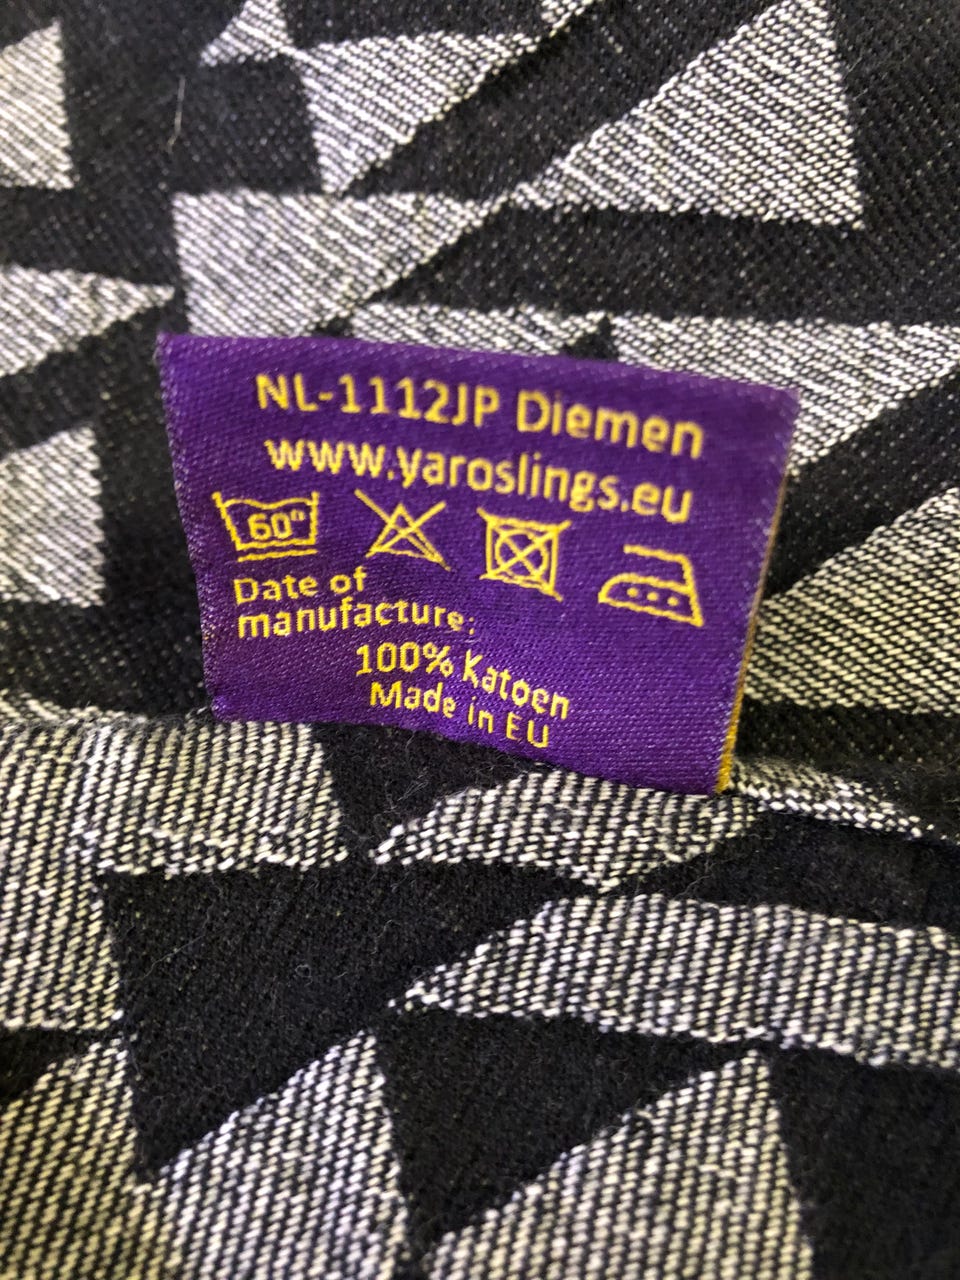 NL-1112JP Diemen
www.yaroslings.eu
60°
Date of
manufacture:
100% Katoen
Made in EU